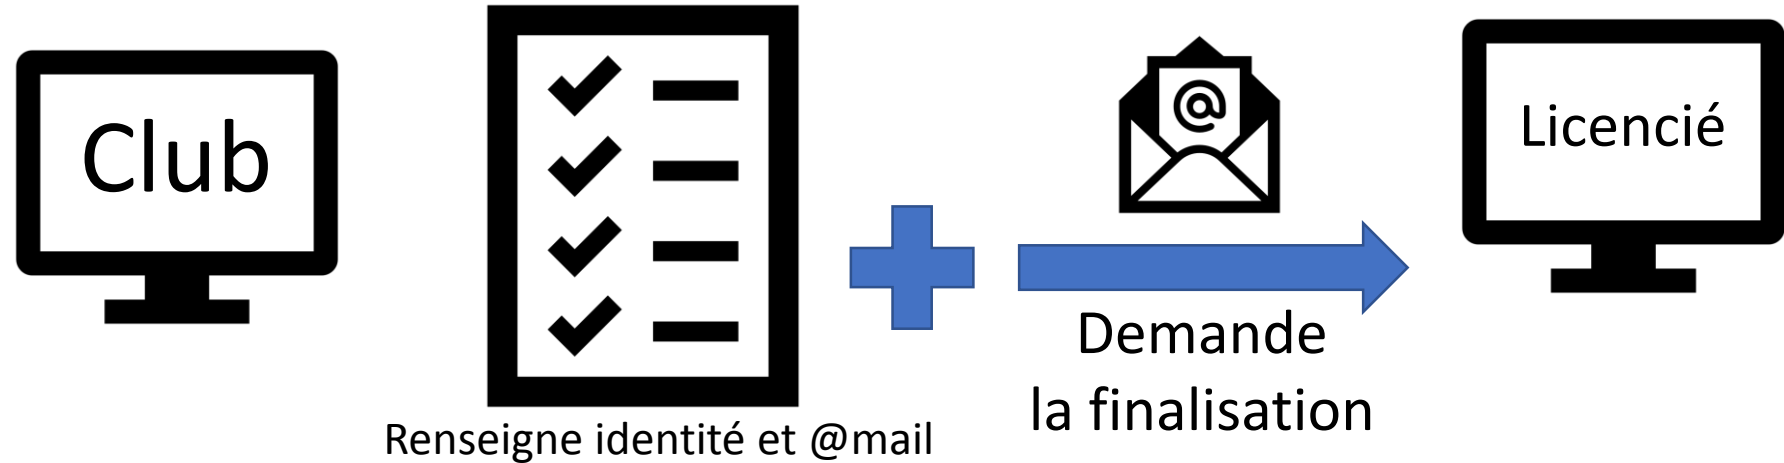 Club
Renseigne identité et @mail
@
Demande
la finalisation
Licencié